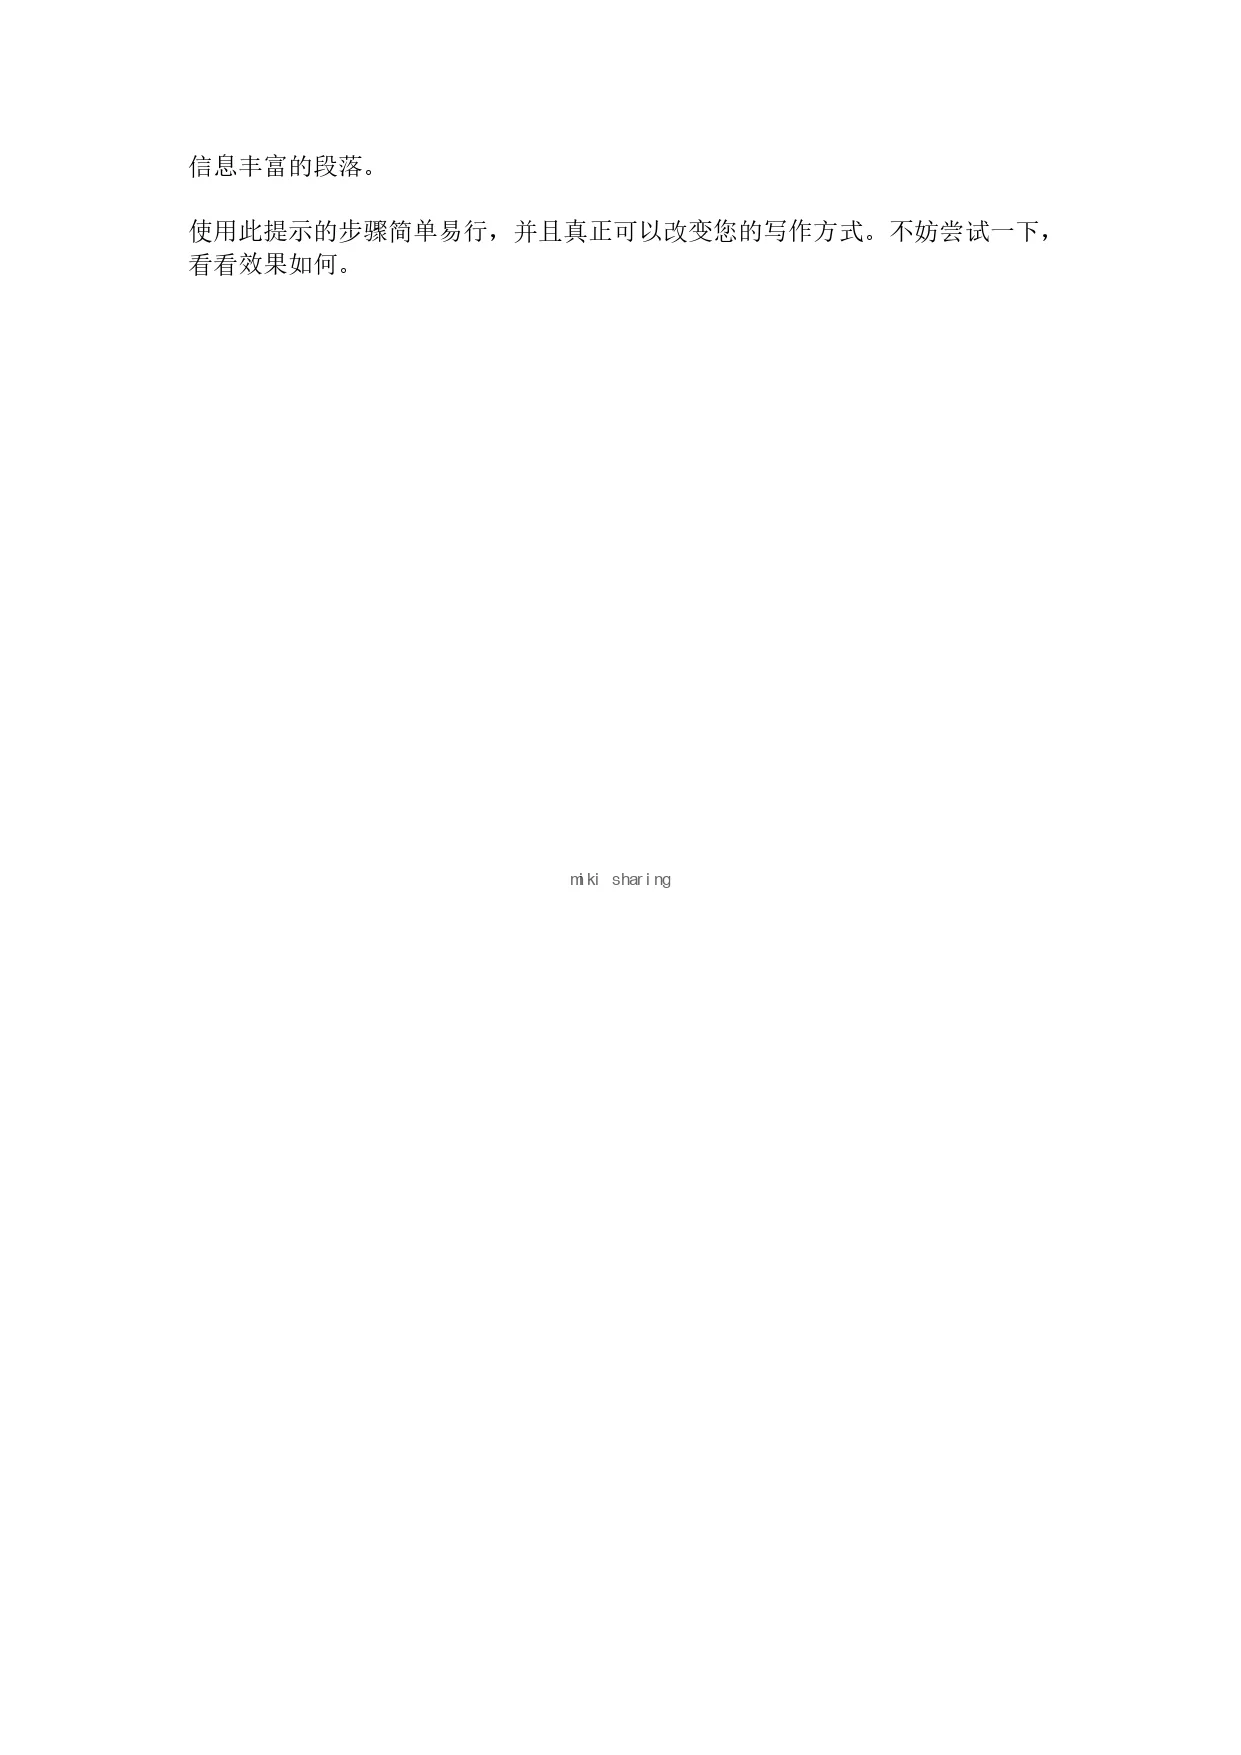 信息丰富的段落。
使用此提示的步骤简单易行，并且真正可以改变您的写作方式。不妨尝试一下，
看看效果如何。
miki sharing